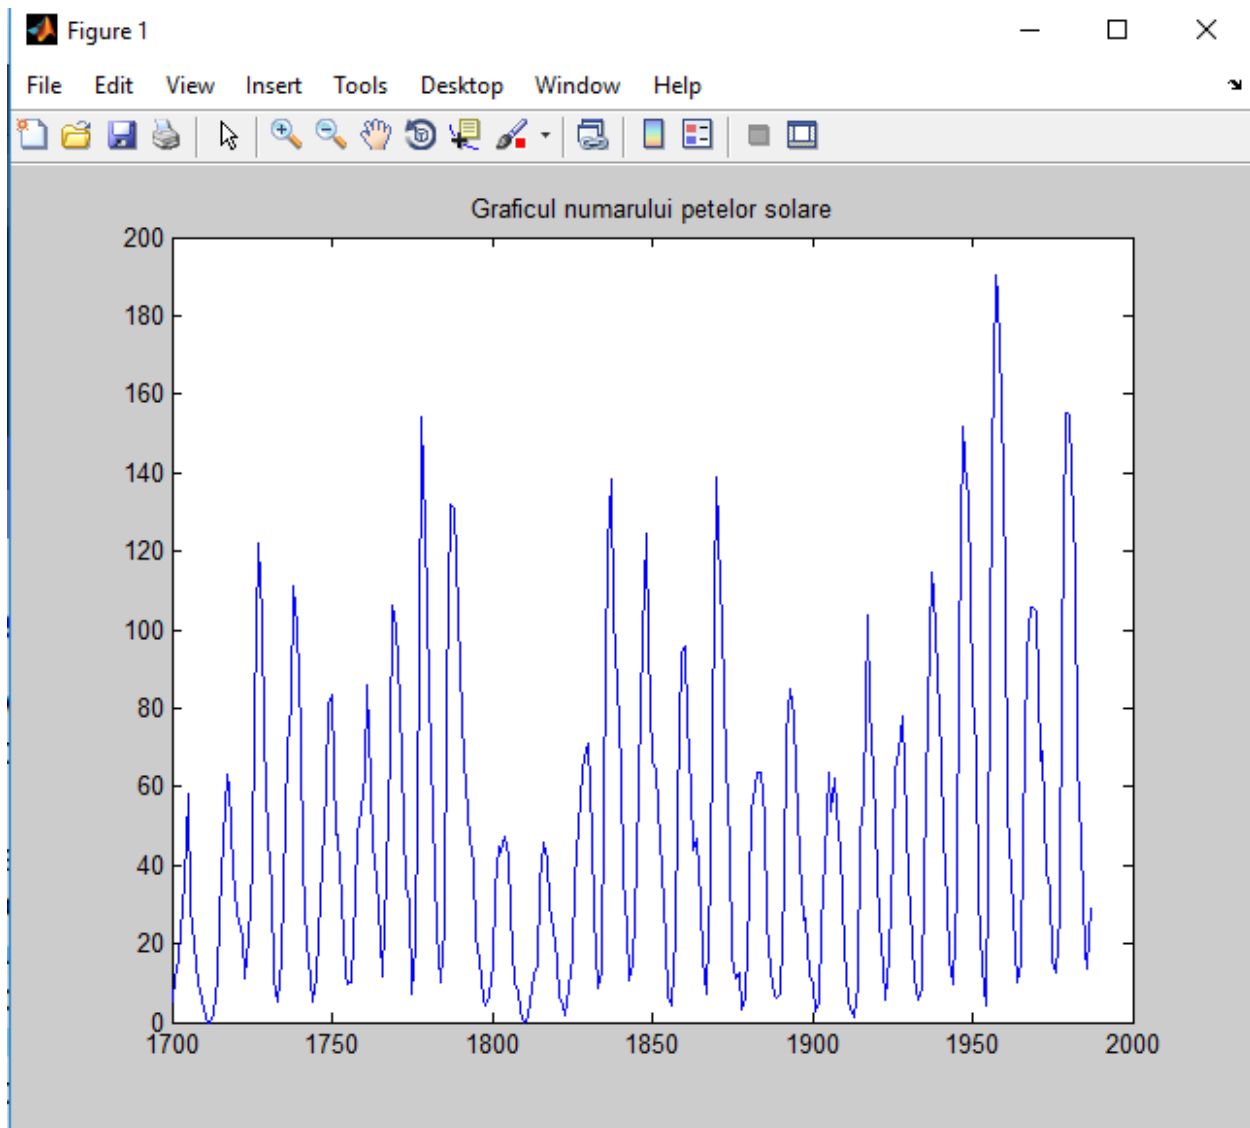 Figure 1
File Edit View Insert Tools Desktop Window Help
Graficul numarului petelor solare
200
180
160
140
120
100
80
60
40
20
0
1700 1750 1800 1850 1900 1950 2000